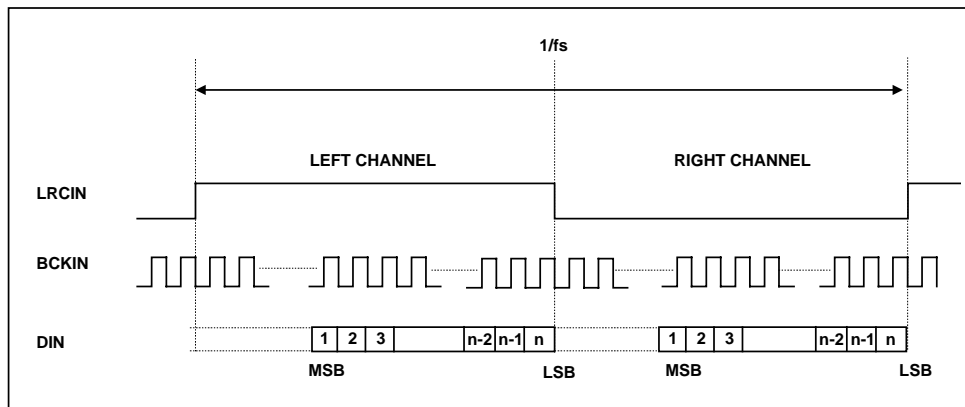 1/fs
LEFT CHANNEL RIGHT CHANNEL
LRCIN
BCKIN
DIN 1 2 3 n-2 n-1 n 1 2 3 n-2 n-1 n
MSB LSB MSB LSB